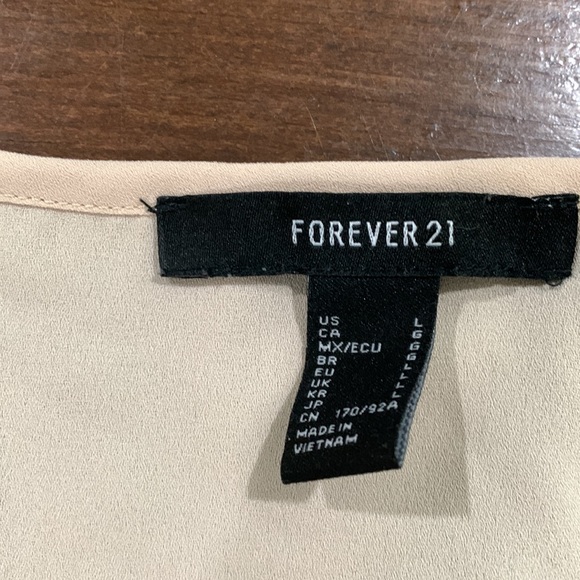 FOREVER 21
US L
CA G
MX/ECU G
BR G
EU L
UK L
KR L
JP L
CN 170/92A
MADE IN
VIETNAM